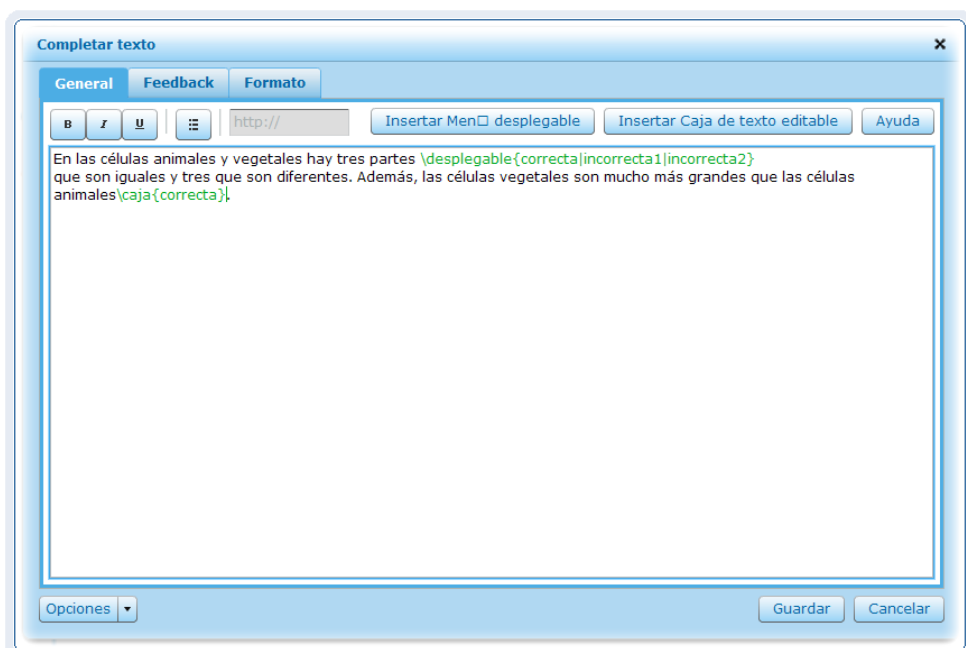 Completar texto
General Feedback Formato
B I U http:// Insertar Men□ desplegable Insertar Caja de texto editable Ayuda
En las células animales y vegetales hay tres partes \desplegable{correcta|incorrecta1|incorrecta2}
que son iguales y tres que son diferentes. Además, las células vegetales son mucho más grandes que las células
animales\caja{correcta}.
Opciones Guardar Cancelar